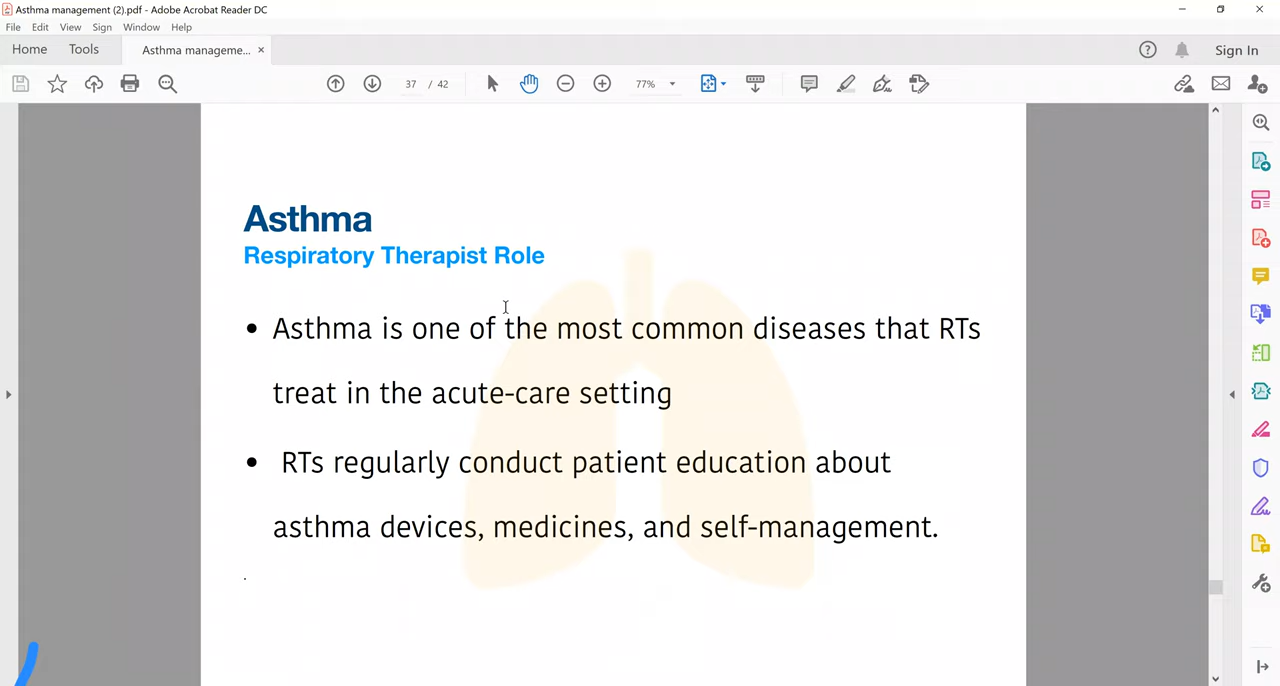 Asthma management (2).pdf - Adobe Acrobat Reader DC
File Edit View Sign Window Help
Home Tools Asthma manageme... × Sign In
37 / 42 77%
Asthma
Respiratory Therapist Role
• Asthma is one of the most common diseases that RTs
treat in the acute-care setting
• RTs regularly conduct patient education about
asthma devices, medicines, and self-management.
.